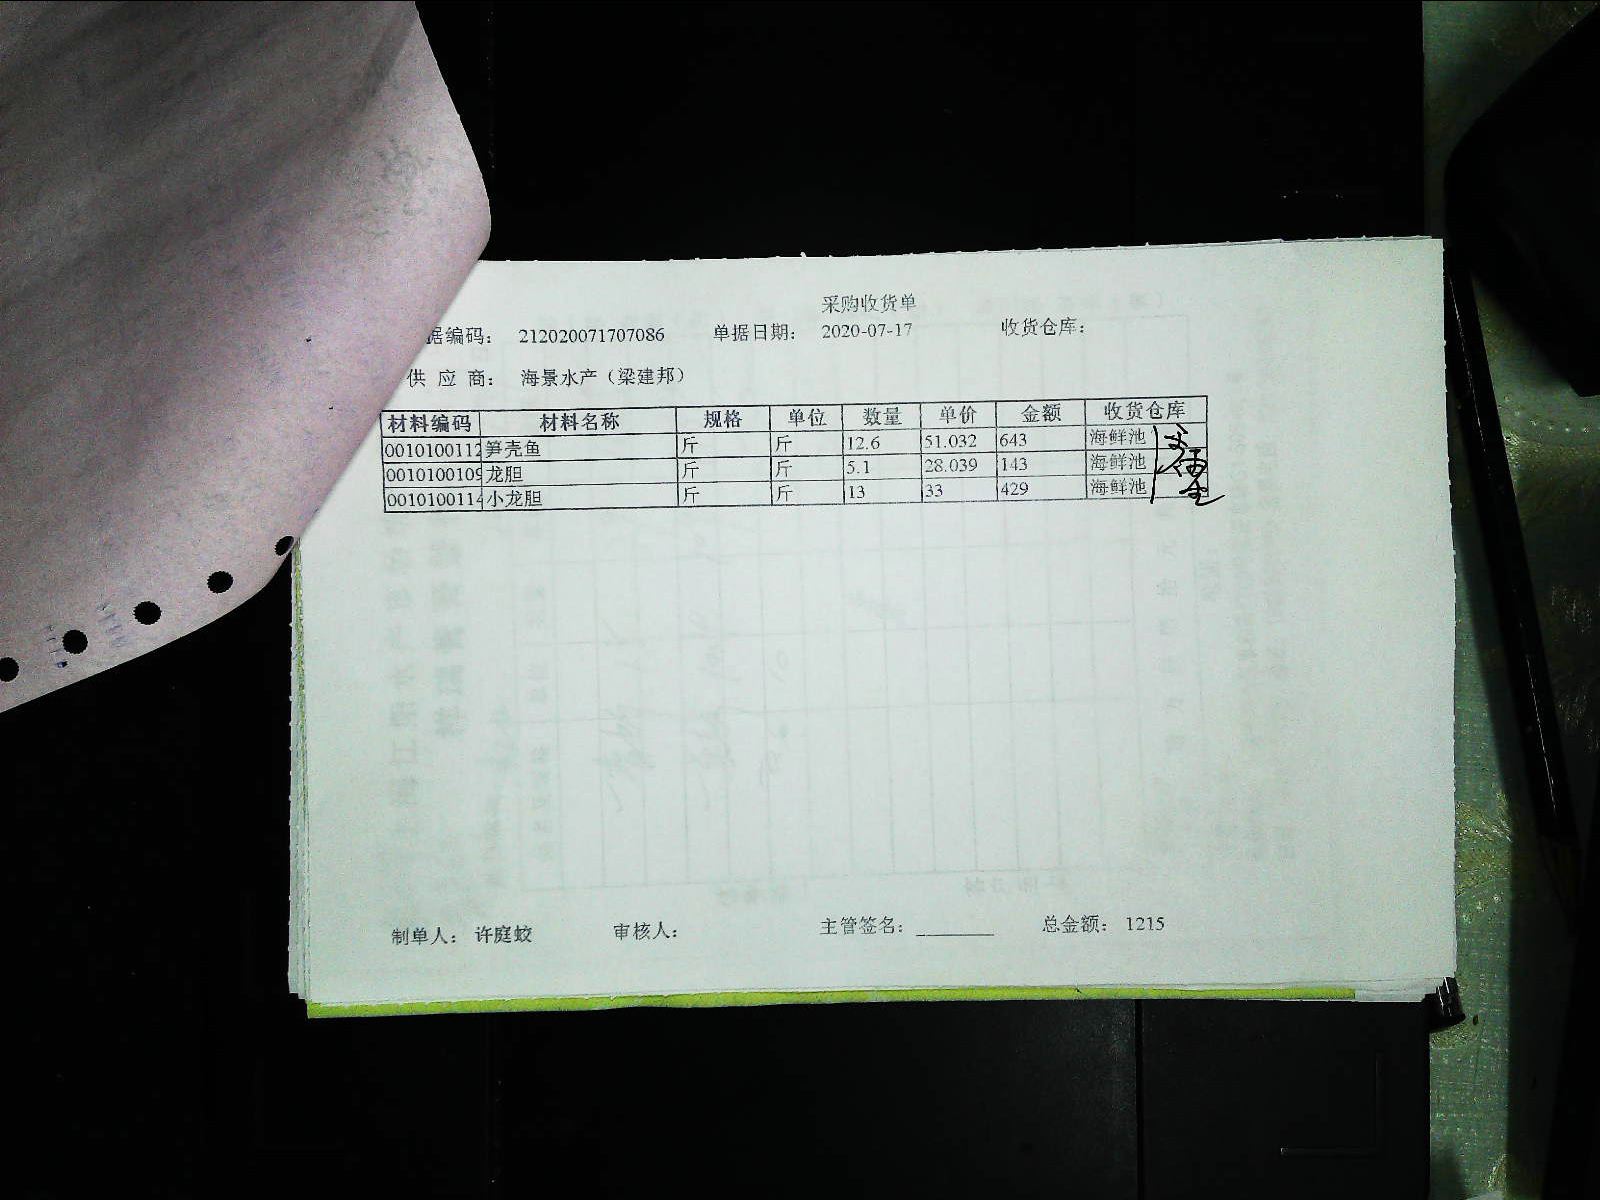 采购收货单
据编码: 212020071707086 单据日期: 2020-07-17 收货仓库:
供应商: 海景水产（梁建邦）
材料编码 材料名称 规格 单位 数量 单价 金额 收货仓库
0010100112 笋壳鱼 斤 斤 12.6 51.032 643 海鲜池
0010100109 龙胆 斤 斤 5.1 28.039 143 海鲜池
0010100114 小龙胆 斤 斤 13 33 429 海鲜池
制单人: 许庭蛟 审核人: 主管签名: 总金额: 1215